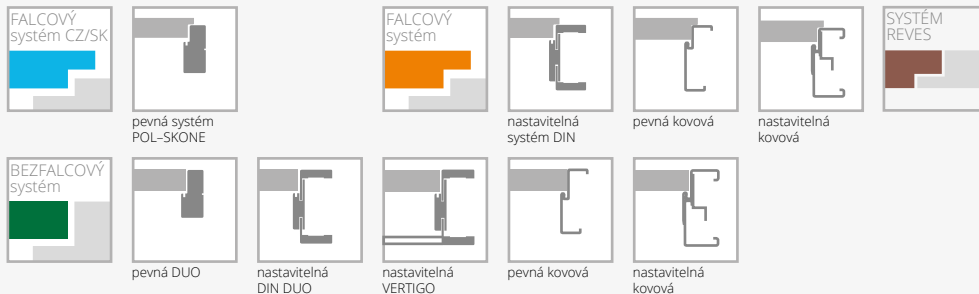 FALCOVÝ
systém CZ/SK
pevná systém
POL–SKONE
FALCOVÝ
systém
nastavitelná
systém DIN
pevná kovová
nastavitelná
kovová
SYSTÉM
REVES
BEZFALCOVÝ
systém
pevná DUO
nastavitelná
DIN DUO
nastavitelná
VERTIGO
pevná kovová
nastavitelná
kovová